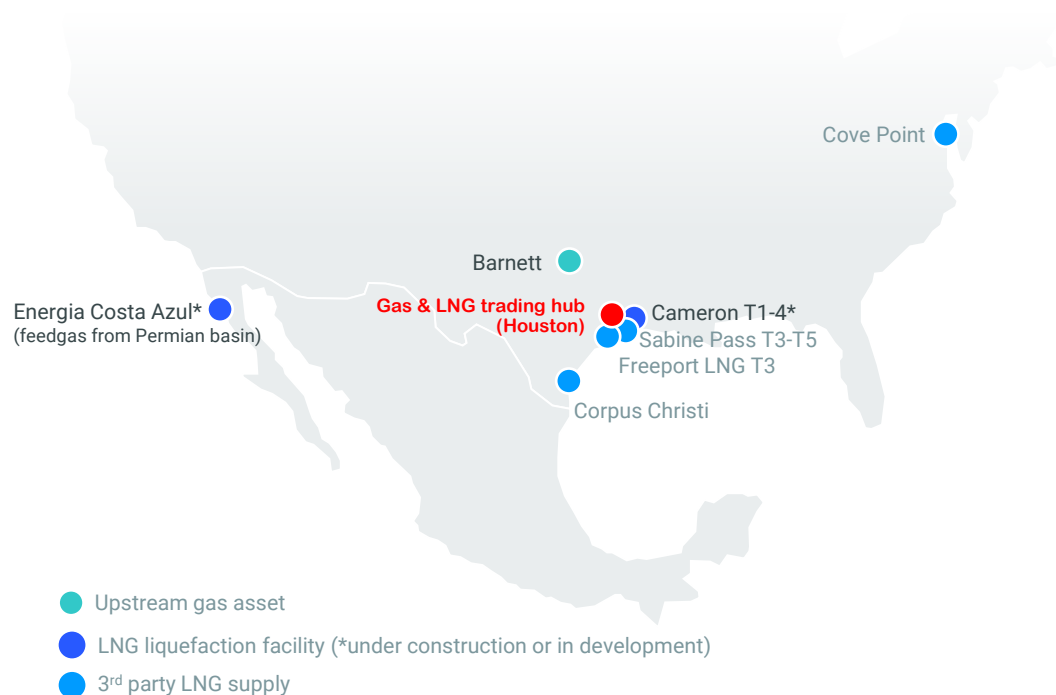 Cove Point
Barnett
Gas & LNG trading hub
(Houston)
Energia Costa Azul*
(feedgas from Permian basin)
Cameron T1-4*
Sabine Pass T3-T5
Freeport LNG T3
Corpus Christi
Upstream gas asset
LNG liquefaction facility (*under construction or in development)
3rd party LNG supply